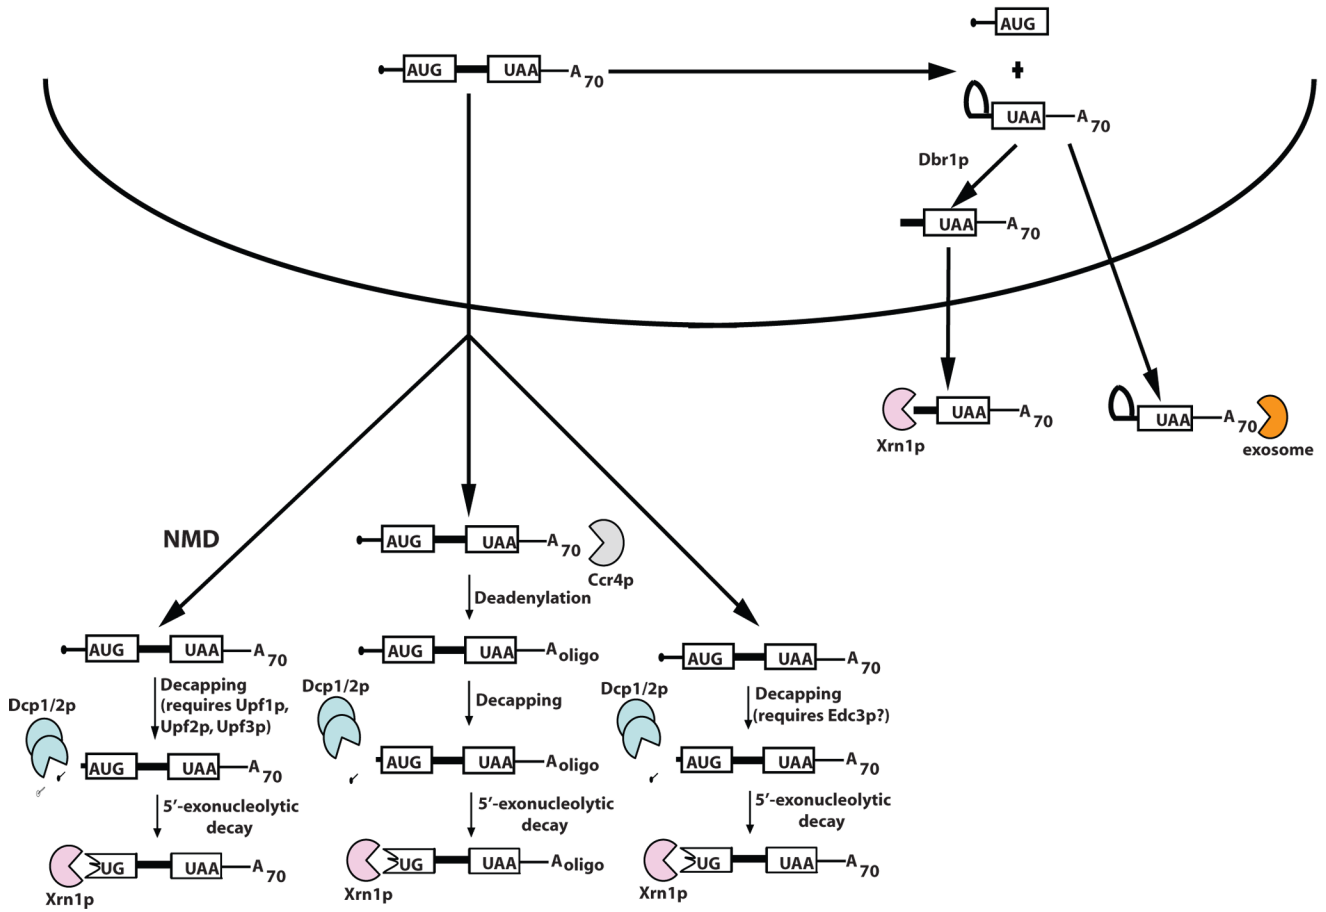 AUG
AUG UAA A 70
UAA A 70
Dbr1p
UAA A 70
UAA A 70
Xrn1p
UAA A 70
exosome
NMD
AUG UAA A 70
Ccr4p
Deadenylation
AUG UAA A 70
AUG UAA A oligo
AUG UAA A 70
Dcp1/2p
Decapping
(requires Upf1p,
Upf2p, Upf3p)
Dcp1/2p
Decapping
Dcp1/2p
Decapping
(requires Edc3p?)
AUG UAA A 70
AUG UAA A oligo
AUG UAA A 70
5’-exonucleolytic
decay
5’-exonucleolytic
decay
5’-exonucleolytic
decay
UG UAA A 70
Xrn1p
UG UAA A oligo
Xrn1p
UG UAA A 70
Xrn1p